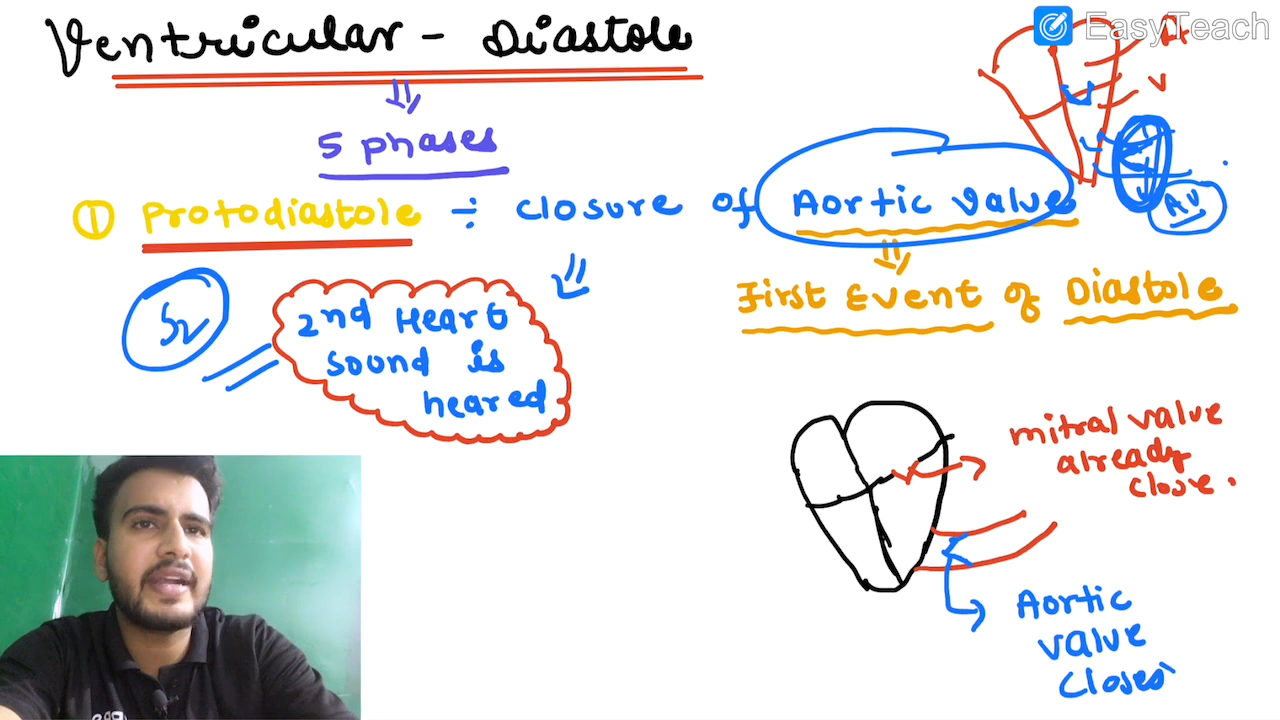 EasyTeach
Ventricular - Diastole
5 phases
① Protodiastole ÷ closure of Aortic valve
First Event of Diastole
2nd Heart
sound is
heared
V
AV
mitral valve
already
close.
Aortic
valve
closes